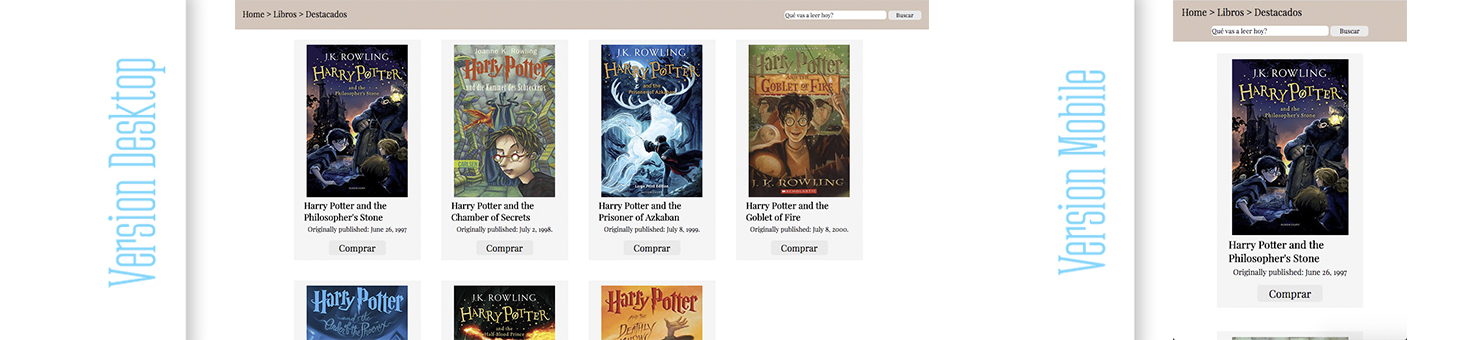 Version Desktop
Home > Libros > Destacados
Qué vas a leer hoy?
Buscar
J.K. ROWLING
HARRY POTTER
and the
Philosopher's Stone
BLOOMSBURY
Harry Potter and the
Philosopher's Stone
Originally published: June 26, 1997
Comprar
Joanne K. Rowling
Harry Potter
und die Kammer des Schreckens
CARLSEN
Harry Potter and the
Chamber of Secrets
Originally published: July 2, 1998.
Comprar
J.K. ROWLING
HARRY POTTER
and the
Prisoner of Azkaban
Large Print Edition
Harry Potter and the
Prisoner of Azkaban
Originally published: July 8, 1999.
Comprar
Harry Potter
AND THE
GOBLET OF FIRE
J. K. ROWLING
SCHOLASTIC
Harry Potter and the
Goblet of Fire
Originally published: July 8, 2000.
Comprar
Harry Potter
and the
Order of the Phoenix
J.K. ROWLING
HARRY POTTER
and the
Half-Blood Prince
Harry Potter
AND THE
DEATHLY
Version Mobile
Home > Libros > Destacados
Qué vas a leer hoy?
Buscar
J.K. ROWLING
HARRY POTTER
and the
Philosopher's Stone
BLOOMSBURY
Harry Potter and the
Philosopher's Stone
Originally published: June 26, 1997
Comprar